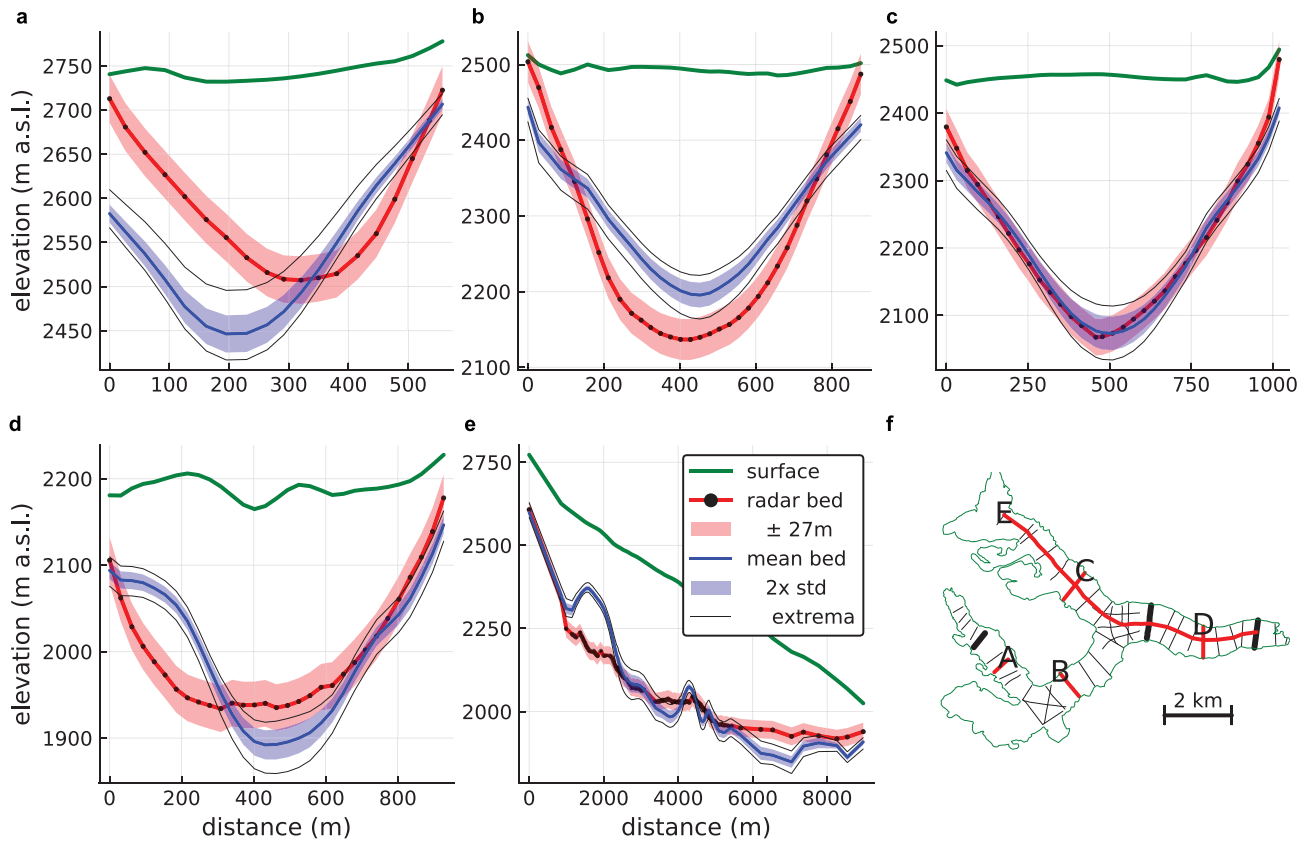 a
b
c
elevation (m a.s.l.)
2750
2700
2650
2600
2550
2500
2450
0 100 200 300 400 500
2500
2400
2300
2200
2100
0 200 400 600 800
2500
2400
2300
2200
2100
0 250 500 750 1000
d
e
f
elevation (m a.s.l.)
2200
2100
2000
1900
0 200 400 600 800
distance (m)
2750
2500
2250
2000
0 2000 4000 6000 8000
distance (m)
surface
radar bed
± 27m
mean bed
2x std
extrema
E
C
D
A
B
2 km